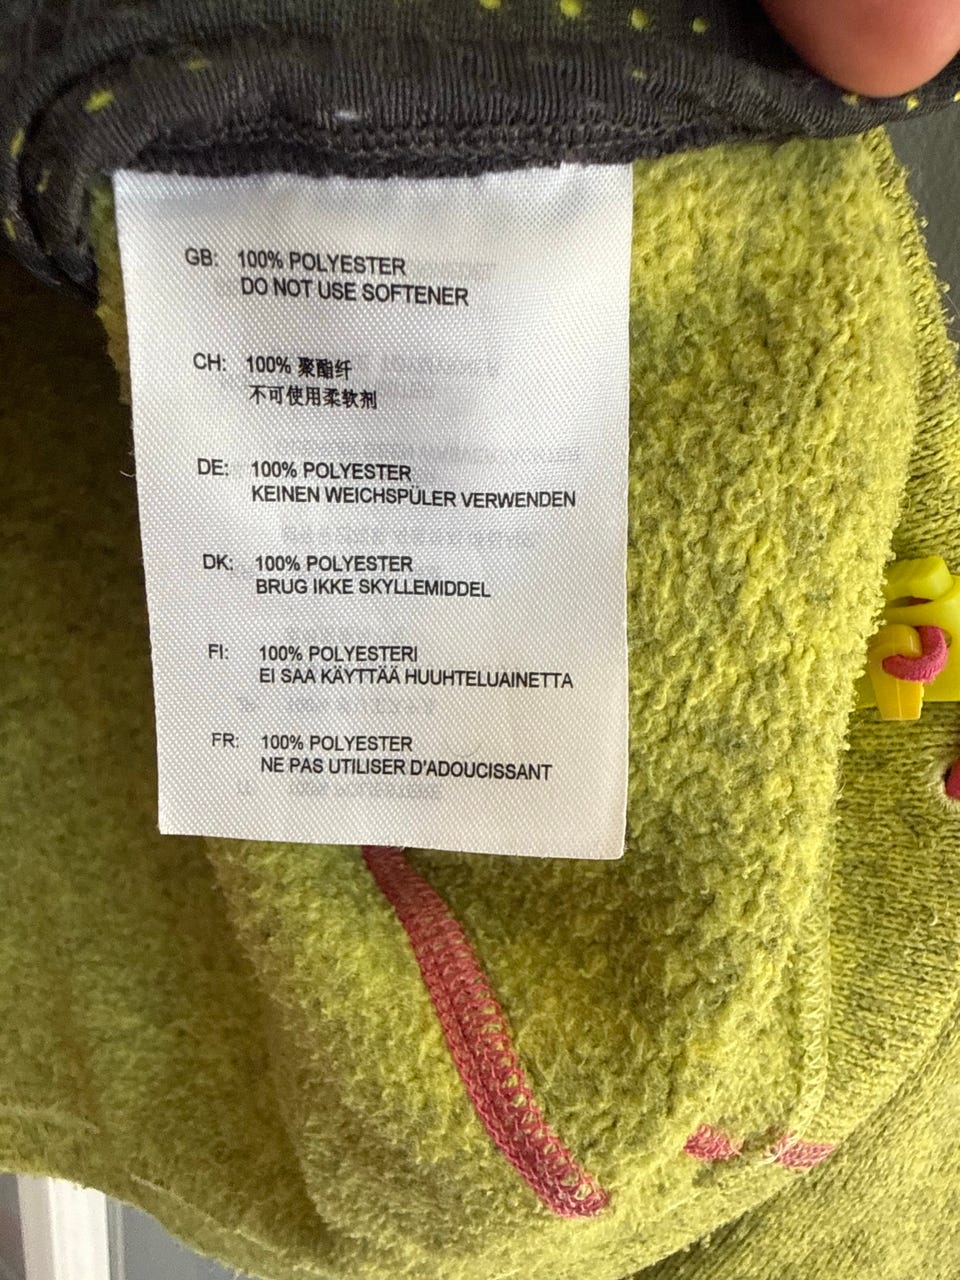 GB: 100% POLYESTER
DO NOT USE SOFTENER
CH: 100% 聚酯纤
不可使用柔软剂
DE: 100% POLYESTER
KEINEN WEICHSPÜLER VERWENDEN
DK: 100% POLYESTER
BRUG IKKE SKYLLEMIDDEL
FI: 100% POLYESTERI
EI SAA KÄYTTÄÄ HUUHTELUAINETTA
FR: 100% POLYESTER
NE PAS UTILISER D'ADOUCISSANT